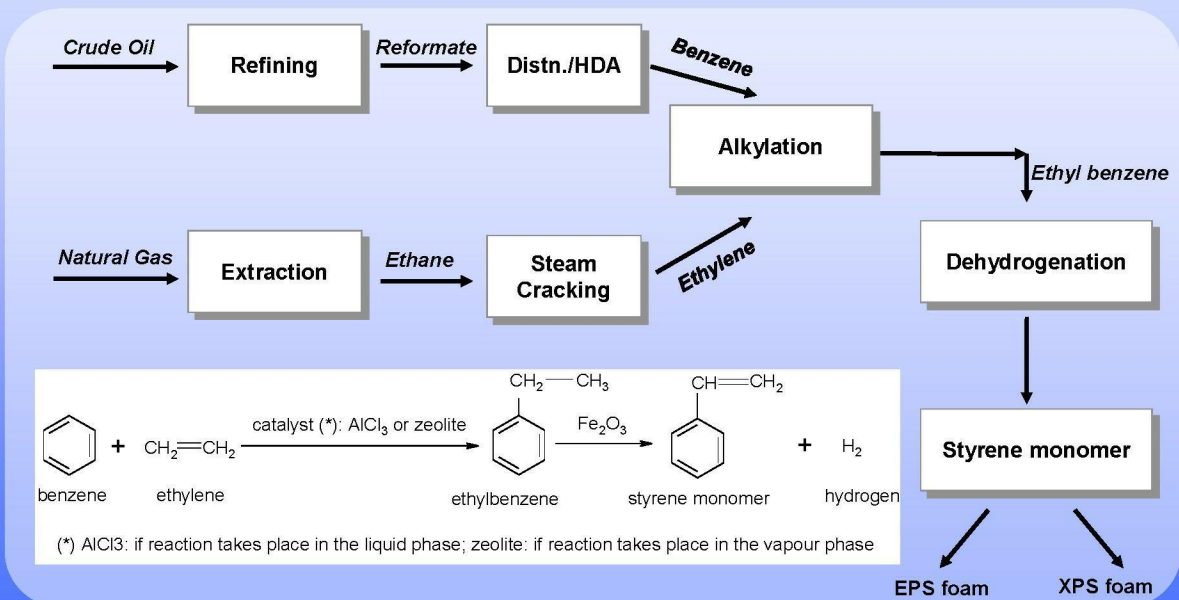 Crude Oil
Refining
Reformate
Distn./HDA
Benzene
Alkylation
Ethyl benzene
Natural Gas
Extraction
Ethane
Steam
Cracking
Ethylene
Dehydrogenation
CH₂—CH₃
CH=CH₂
catalyst (*): AlCl₃ or zeolite
Fe₂O₃
+
CH₂=CH₂
+
H₂
benzene
ethylene
ethylbenzene
styrene monomer
hydrogen
(*) AlCl3: if reaction takes place in the liquid phase; zeolite: if reaction takes place in the vapour phase
Styrene monomer
EPS foam
XPS foam